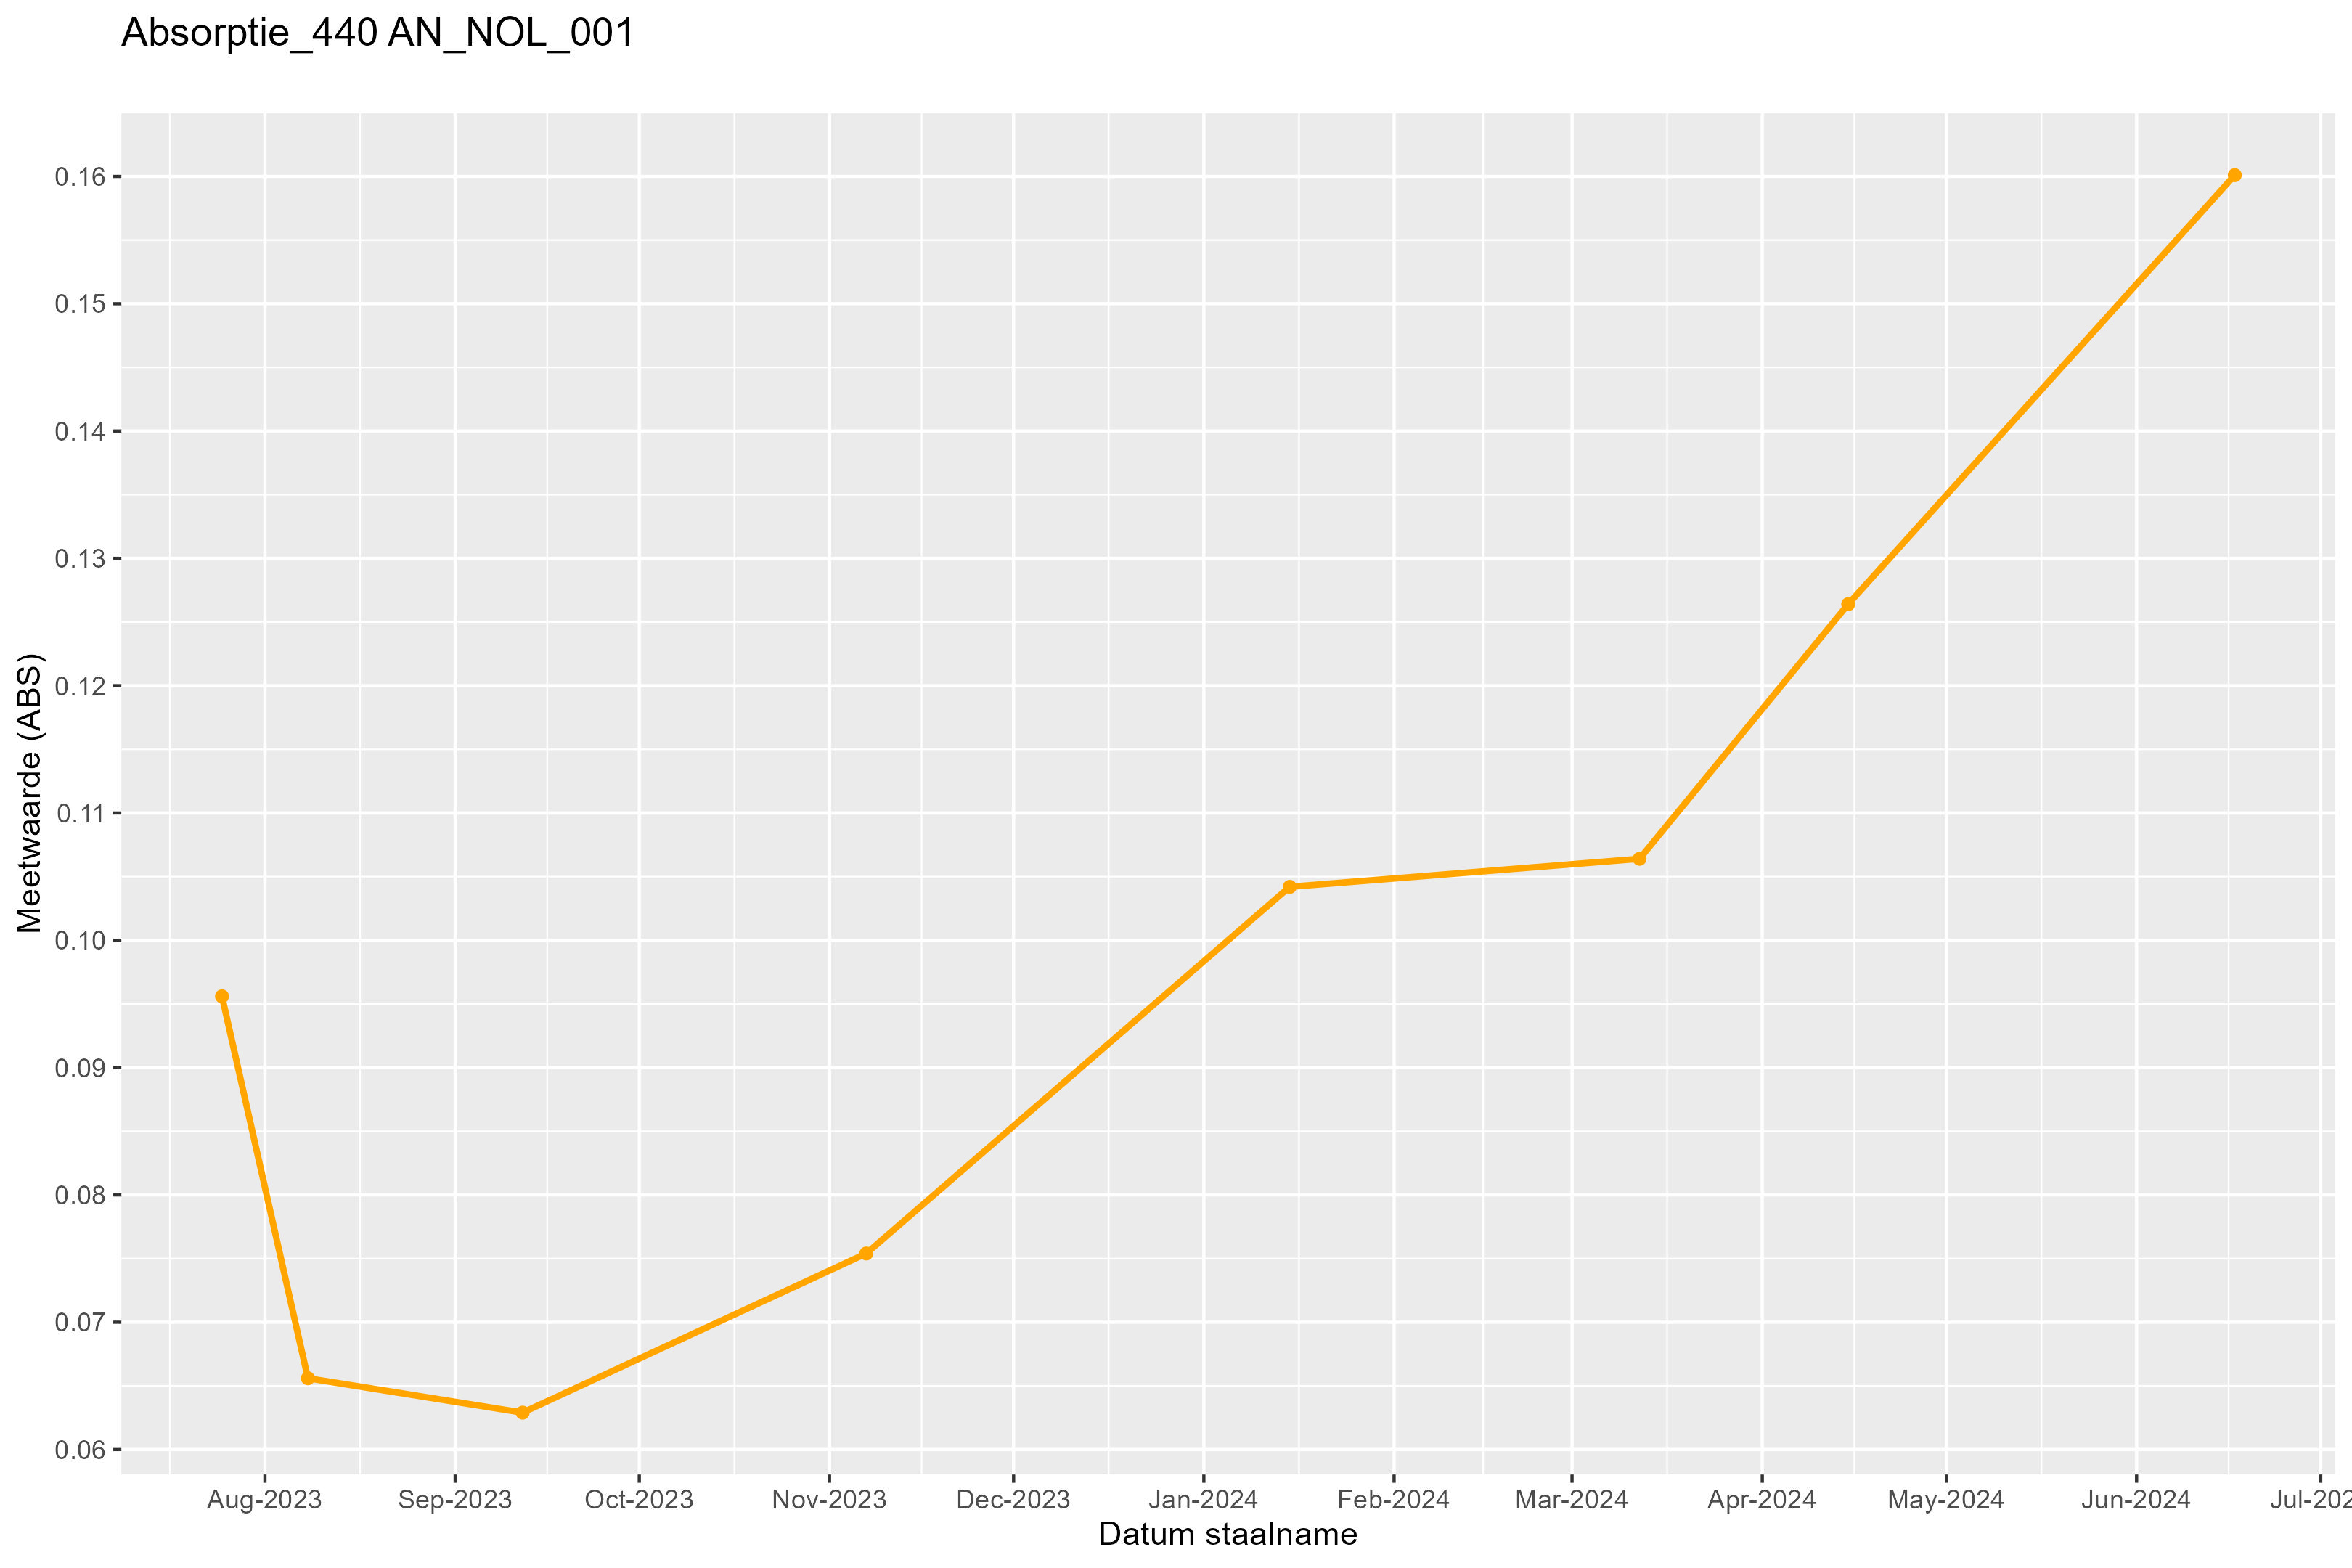 Absorptie_440 AN_NOL_001
Meetwaarde (ABS)
0.16
0.15
0.14
0.13
0.12
0.11
0.10
0.09
0.08
0.07
0.06
Aug-2023 Sep-2023 Oct-2023 Nov-2023 Dec-2023 Jan-2024 Feb-2024 Mar-2024 Apr-2024 May-2024 Jun-2024 Jul-202
Datum staalname